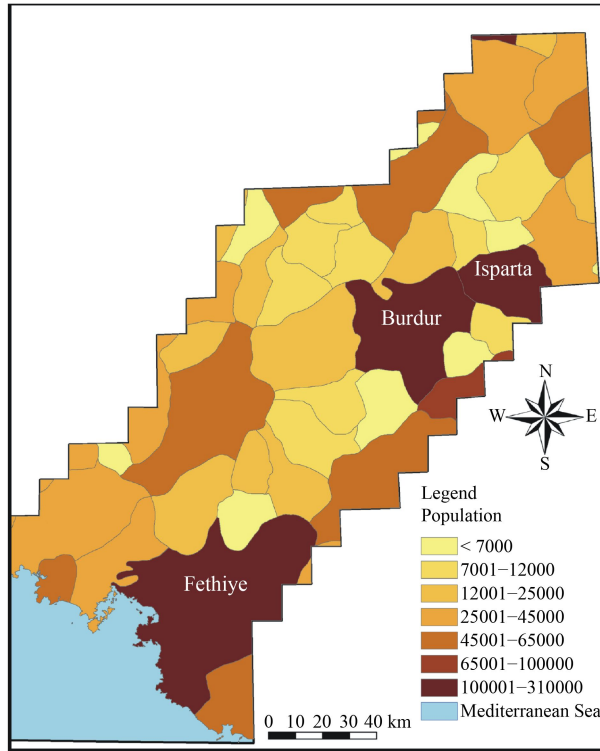 Isparta
Burdur
N
W E
S
Legend
Population
< 7000
7001–12000
12001–25000
25001–45000
45001–65000
65001–100000
100001–310000
Mediterranean Sea
Fethiye
0 10 20 30 40 km